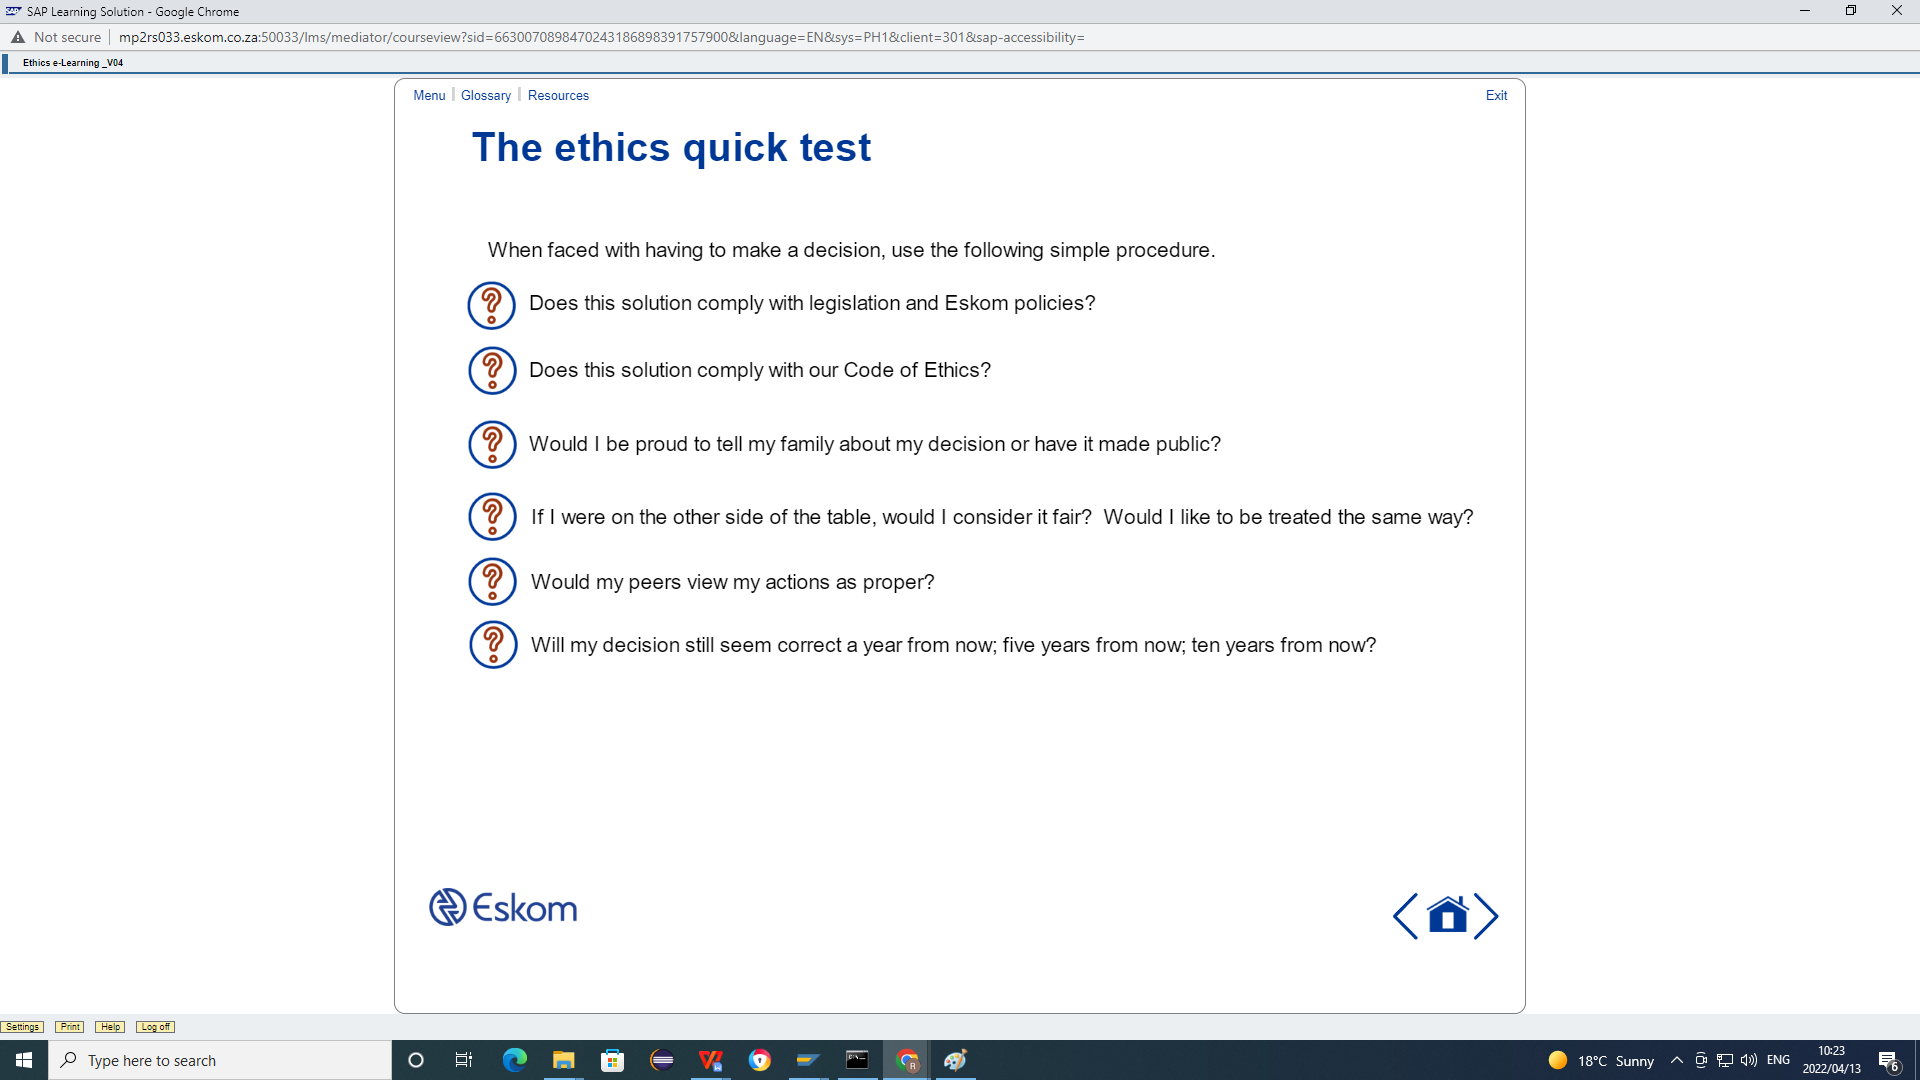 SAP Learning Solution - Google Chrome
Not secure | mp2rs033.eskom.co.za:50033/lms/mediator/courseview?sid=6630070898470243186898391757900&language=EN&sys=PH1&client=301&sap-accessibility=
Ethics e-Learning _V04
Menu | Glossary | Resources Exit
The ethics quick test
When faced with having to make a decision, use the following simple procedure.
Does this solution comply with legislation and Eskom policies?
Does this solution comply with our Code of Ethics?
Would I be proud to tell my family about my decision or have it made public?
If I were on the other side of the table, would I consider it fair?  Would I like to be treated the same way?
Would my peers view my actions as proper?
Will my decision still seem correct a year from now; five years from now; ten years from now?
Eskom
Settings Print Help Log off
Type here to search
18°C Sunny
ENG
10:23
2022/04/13
6